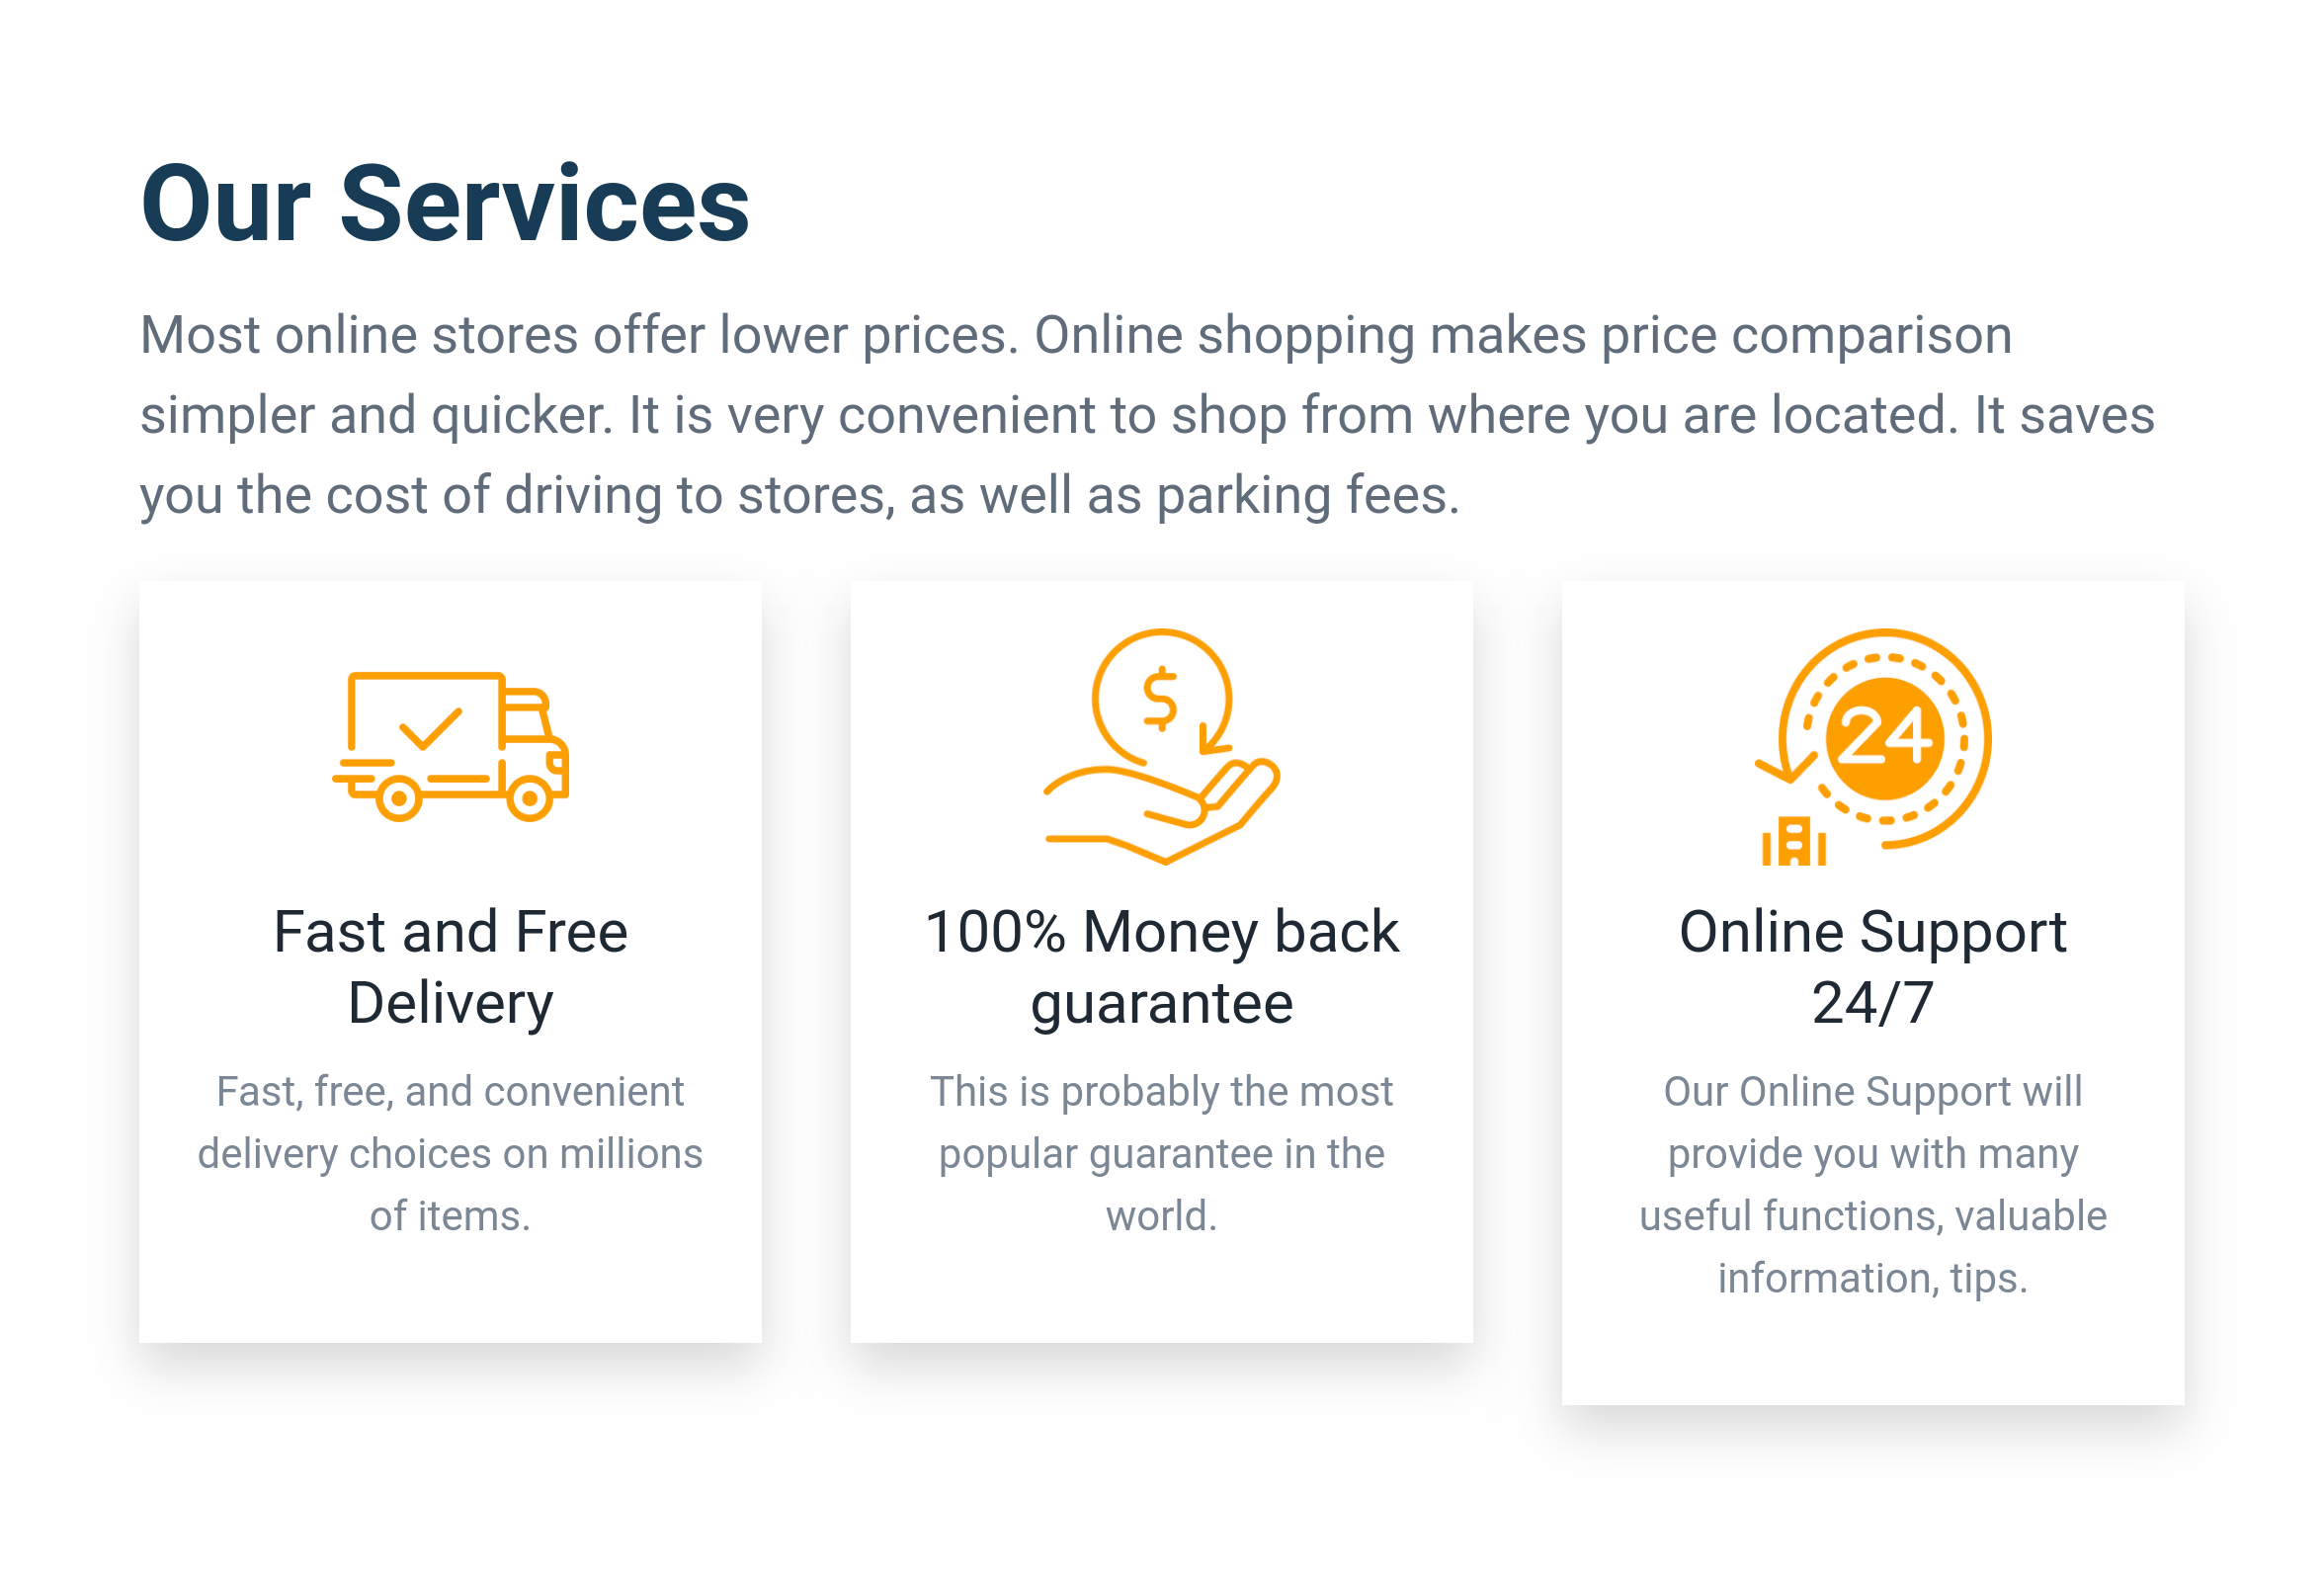 Our Services
Most online stores offer lower prices. Online shopping makes price comparison
simpler and quicker. It is very convenient to shop from where you are located. It saves
you the cost of driving to stores, as well as parking fees.
$
24
Fast and Free
Delivery
Fast, free, and convenient
delivery choices on millions
of items.
100% Money back
guarantee
This is probably the most
popular guarantee in the
world.
Online Support
24/7
Our Online Support will
provide you with many
useful functions, valuable
information, tips.